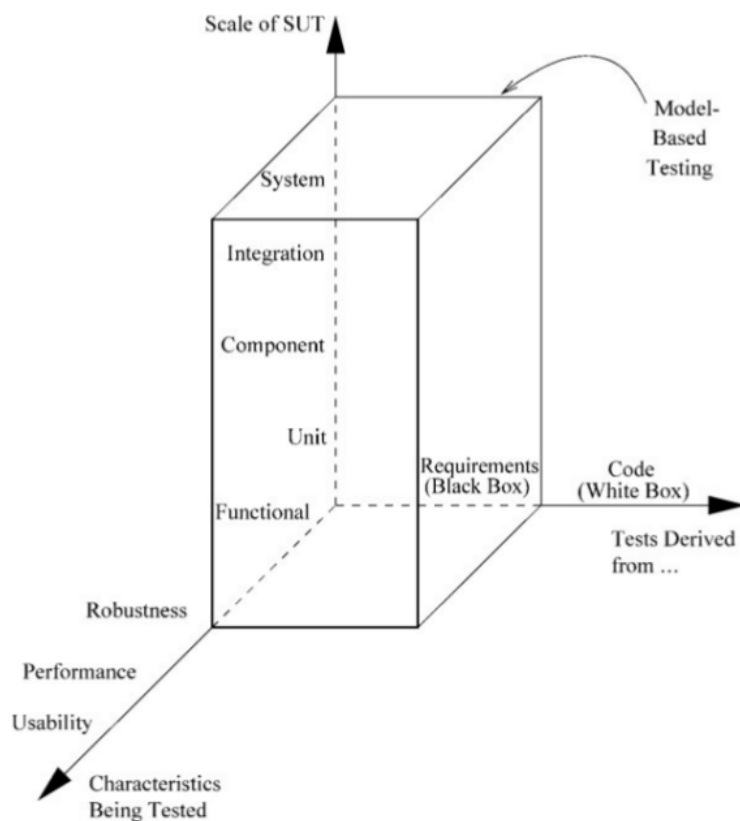 Scale of SUT
Model-
Based
Testing
System
Integration
Component
Unit
Requirements
(Black Box)
Code
(White Box)
Functional
Tests Derived
from ...
Robustness
Performance
Usability
Characteristics
Being Tested